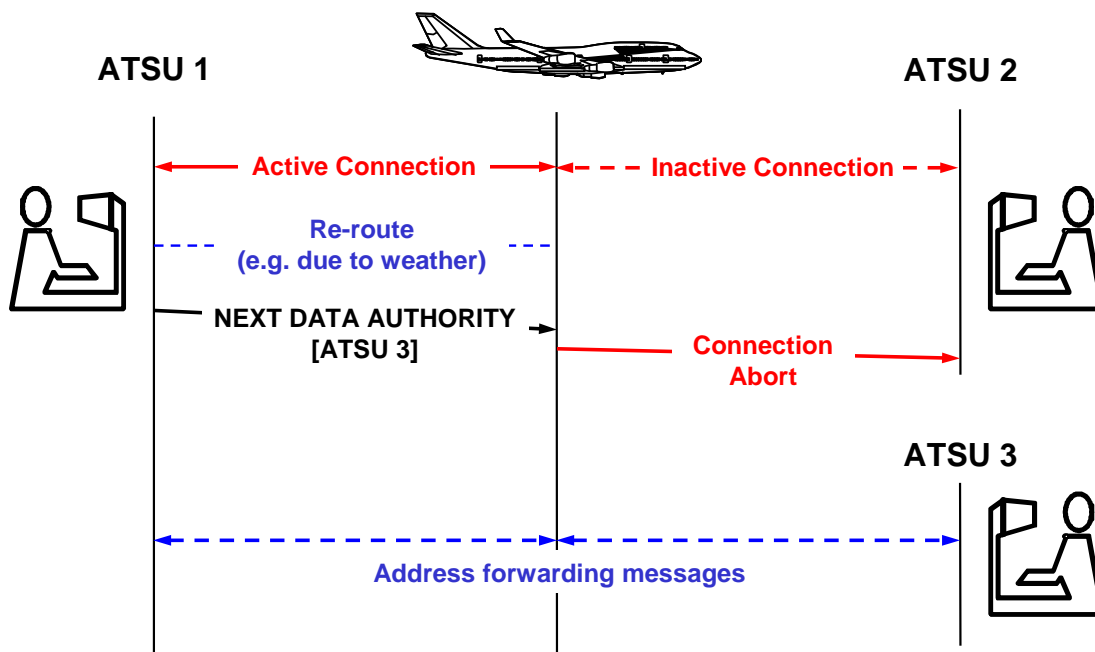 ATSU 1
ATSU 2
Active Connection
Inactive Connection
Re-route
(e.g. due to weather)
NEXT DATA AUTHORITY
[ATSU 3]
Connection
Abort
ATSU 3
Address forwarding messages